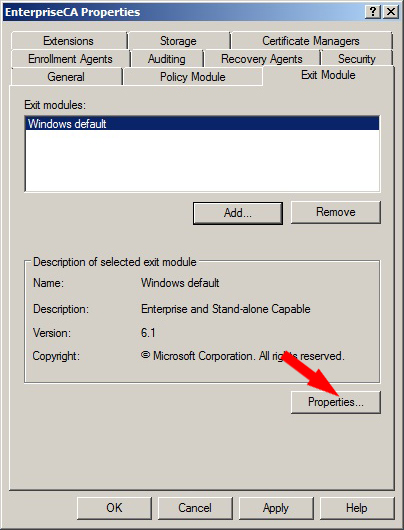 EnterpriseCA Properties
Extensions Storage Certificate Managers
Enrollment Agents Auditing Recovery Agents Security
General Policy Module Exit Module
Exit modules:
Windows default
Add... Remove
Description of selected exit module
Name: Windows default
Description: Enterprise and Stand-alone Capable
Version: 6.1
Copyright: © Microsoft Corporation. All rights reserved.
Properties...
OK Cancel Apply Help